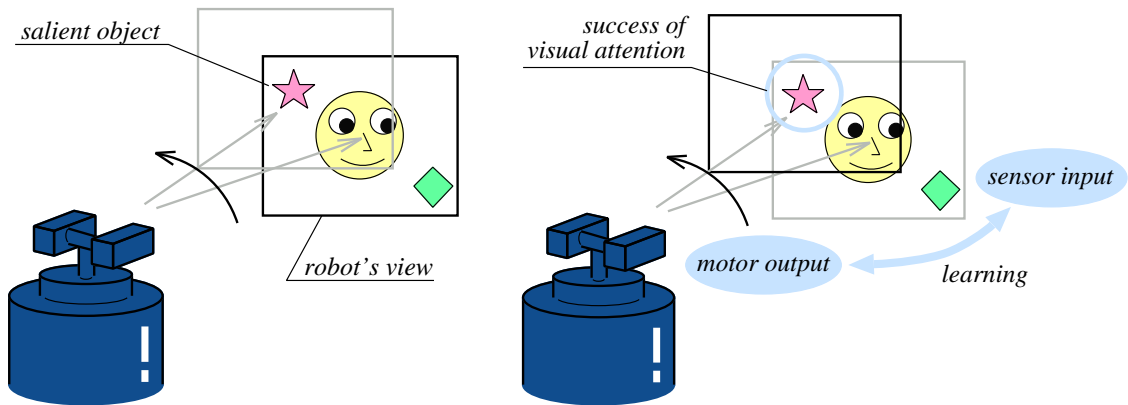 salient object
robot's view
success of
visual attention
sensor input
motor output
learning